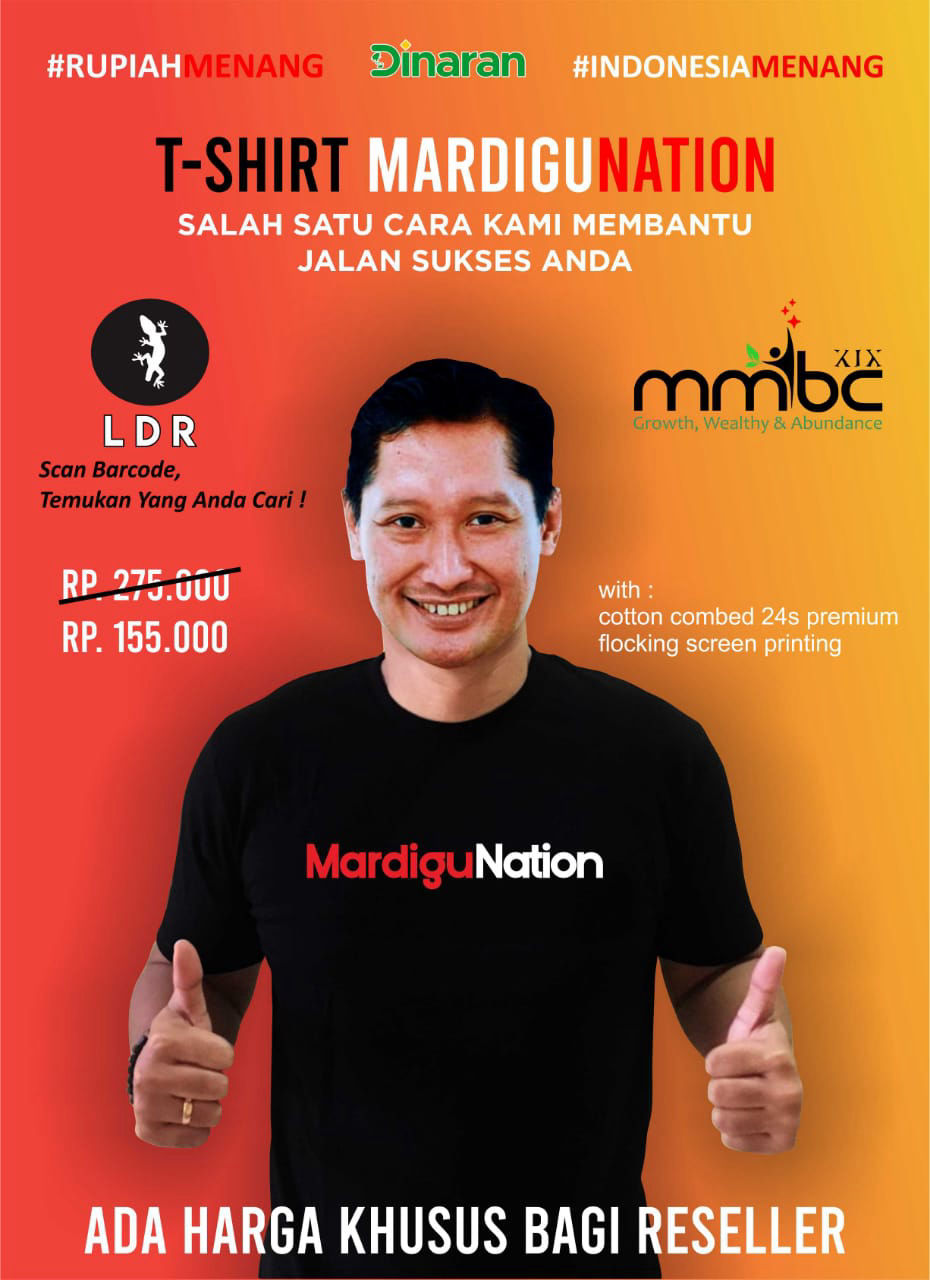 #RUPIAHMENANG
Dinaran
#INDONESIAMENANG
T-SHIRT MARDIGUNATION
SALAH SATU CARA KAMI MEMBANTU
JALAN SUKSES ANDA
LDR
Scan Barcode,
Temukan Yang Anda Cari !
XIX
mmbc
Growth, Wealthy & Abundance
RP. 275.000
RP. 155.000
with :
cotton combed 24s premium
flocking screen printing
MardiguNation
ADA HARGA KHUSUS BAGI RESELLER